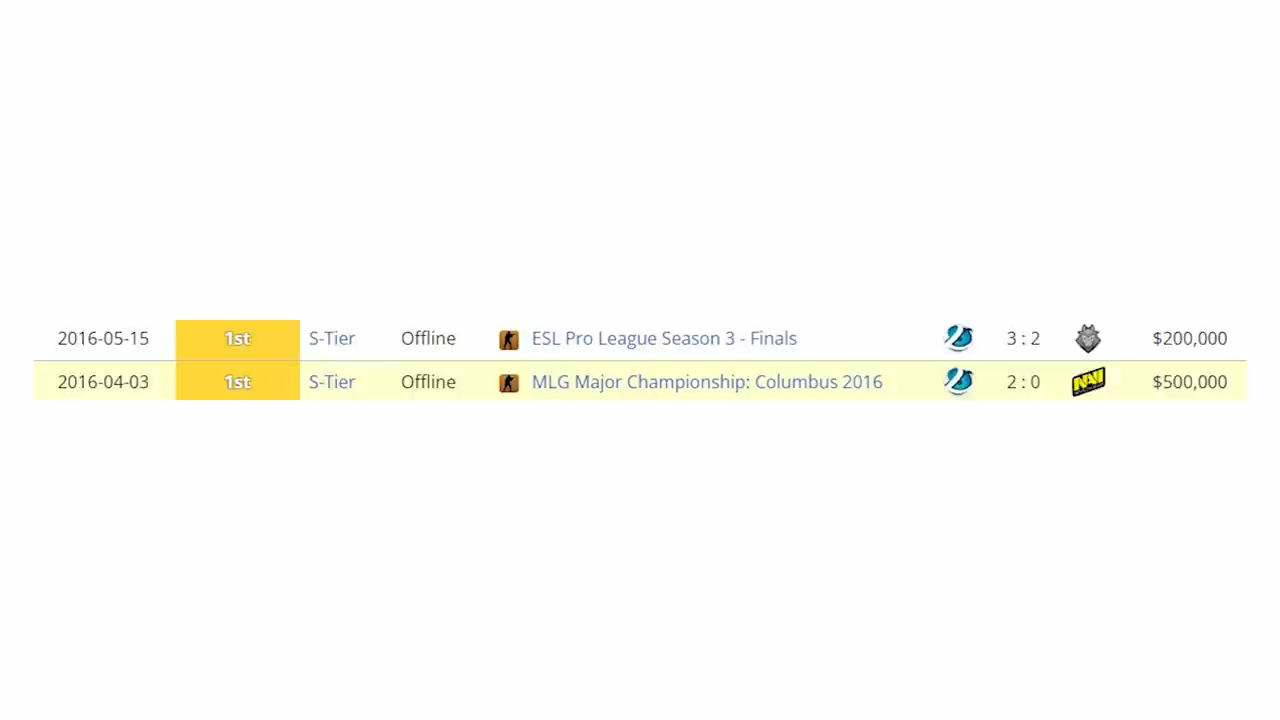 2016-05-15 1st S-Tier Offline ESL Pro League Season 3 - Finals 3 : 2 $200,000
2016-04-03 1st S-Tier Offline MLG Major Championship: Columbus 2016 2 : 0 NAVI $500,000